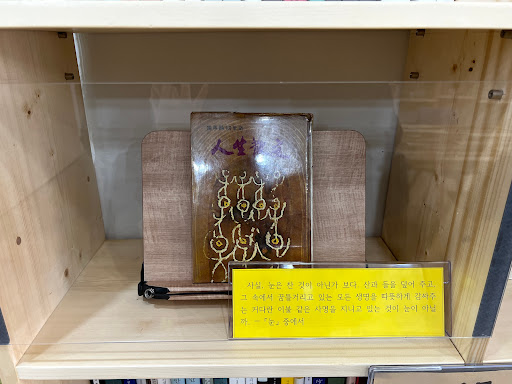 人生
사실, 눈은 찬 것이 아닌가 보다. 산과 들을 덮어 주고,
그 속에서 꿈틀거리고 있는 모든 생명을 따뜻하게 감싸주
는 커다란 이불 같은 사명을 지니고 있는 것이 눈이 아닐
까. - 「눈」 중에서